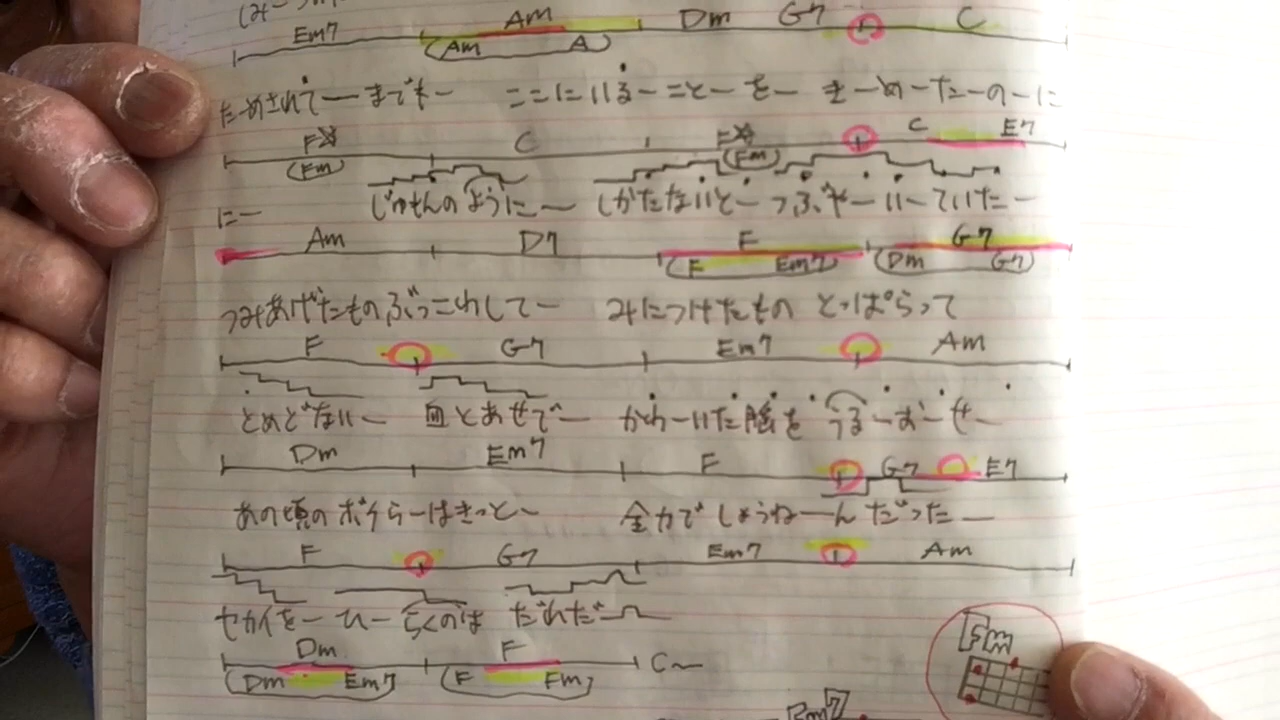 Em7 Am Dm G7 C
(Am A)
ためされてーまでもー ここにいるーことーをー きーめーたーのーに
F C F C E7
(Fm) (Fm)
にー じゅもんのようにー しかたないとーつぶやーいーていたー
Am D7 F G7
(F Em7) (Dm G7)
つみあげたものぶっこわしてー みにつけたもの とっぱらって
F G7 Em7 Am
とめどないー 血とあせでー かわーいた脳をうるーおーせー
Dm Em7 F G7 E7
あの頃のボクらーはきっとー 全力でしょうねーんだったー
F G7 Em7 Am
セカイをーひーらくのは だれだー
Dm F C〜
(Dm Em7) (F Fm)
Fm